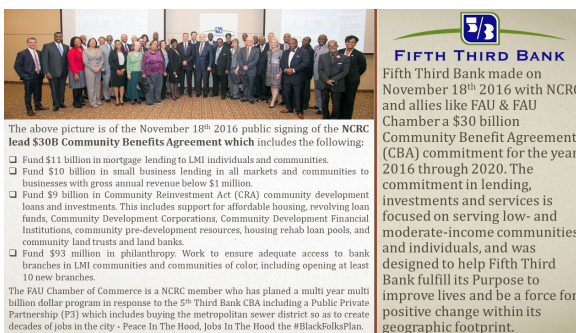 The above picture is of the November 18th 2016 public signing of the NCRC
lead $30B Community Benefits Agreement which includes the following:
❑ Fund $11 billion in mortgage lending to LMI individuals and communities.
❑ Fund $10 billion in small business lending in all markets and communities to
businesses with gross annual revenue below $1 million.
❑ Fund $9 billion in Community Reinvestment Act (CRA) community development
loans and investments. This includes support for affordable housing, revolving loan
funds, Community Development Corporations, Community Development Financial
Institutions, community pre-development resources, housing rehab loan pools, and
community land trusts and land banks.
❑ Fund $93 million in philanthropy. Work to ensure adequate access to bank
branches in LMI communities and communities of color, including opening at least
10 new branches.
The FAU Chamber of Commerce is a NCRC member who has planed a multi year multi
billion dollar program in response to the 5th Third Bank CBA including a Public Private
Partnership (P3) which includes buying the metropolitan sewer district so as to create
decades of jobs in the city - Peace In The Hood, Jobs In The Hood the #BlackFolksPlan.
5/3
FIFTH THIRD BANK
Fifth Third Bank made on
November 18th 2016 with NCRC
and allies like FAU & FAU
Chamber a $30 billion
Community Benefit Agreement
(CBA) commitment for the year
2016 through 2020. The
commitment in lending,
investments and services is
focused on serving low- and
moderate-income communities
and individuals, and was
designed to help Fifth Third
Bank fulfill its Purpose to
improve lives and be a force for
positive change within its
geographic footprint.